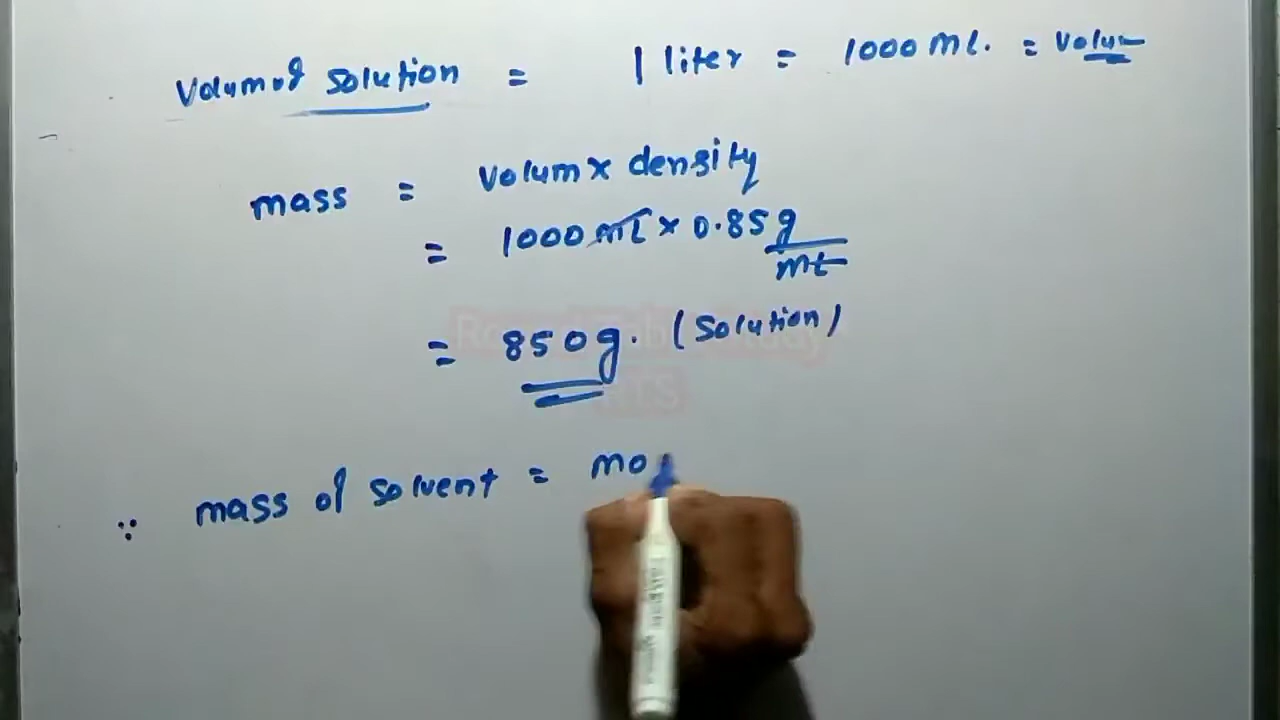 Volum of solution = 1 liter = 1000 ml. = Volum
mass = Volum x density
= 1000 ml x 0.85 g/ml
= 850g. (Solution)
∵ mass of solvent = mo